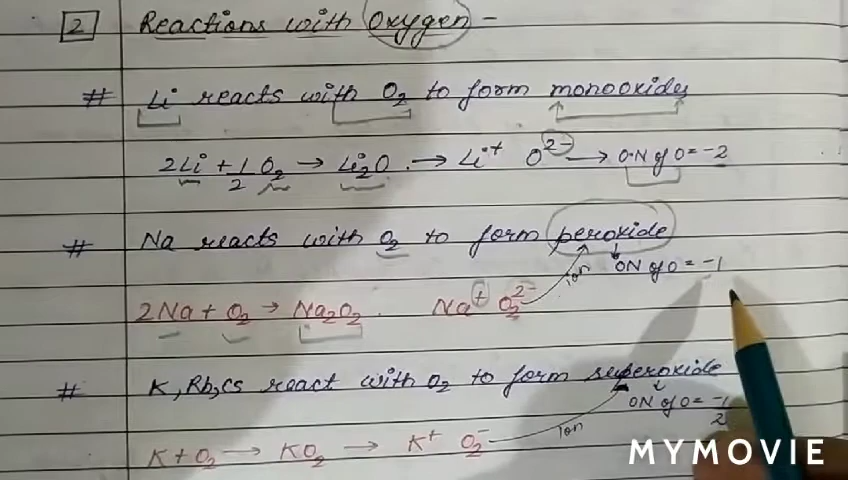 2 Reactions with Oxygen -
# Li reacts with O₂ to form monooxide
2Li + 1/2 O₂ → Li₂O. → Li⁺ O²⁻ → O.N of O = -2
# Na reacts with O₂ to form peroxide
ion ON of O = -1
2Na + O₂ → Na₂O₂. Na⁺ O₂²⁻
# K, Rb, Cs react with O₂ to form superoxide
ON of O = -1/2
K + O₂ → KO₂ → K⁺ O₂⁻ ion
MYMOVIE